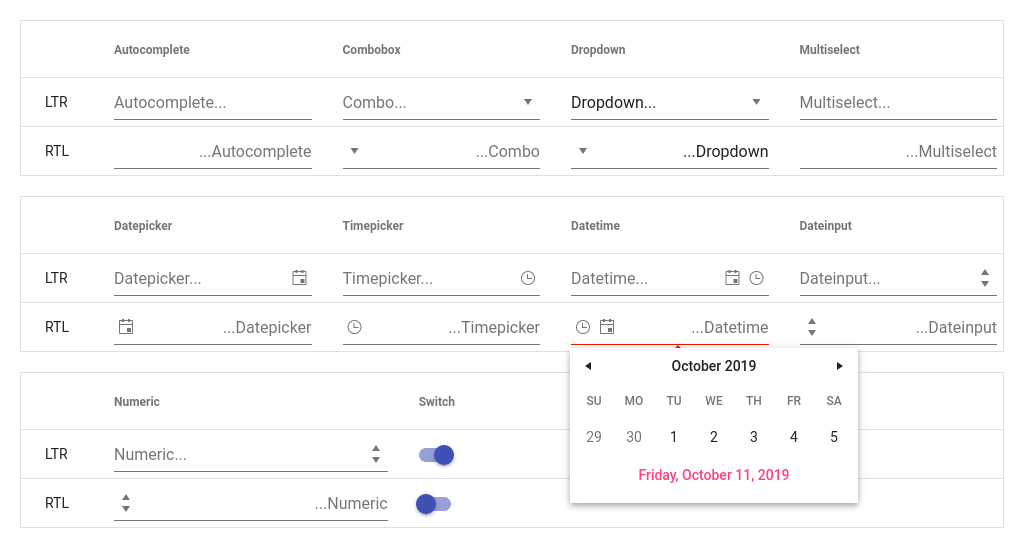 Autocomplete Combobox Dropdown Multiselect
LTR Autocomplete... Combo... Dropdown... Multiselect...
RTL ...Autocomplete ...Combo ...Dropdown ...Multiselect
Datepicker Timepicker Datetime Dateinput
LTR Datepicker... Timepicker... Datetime... Dateinput...
RTL ...Datepicker ...Timepicker ...Datetime ...Dateinput
October 2019
SU MO TU WE TH FR SA
29 30 1 2 3 4 5
Friday, October 11, 2019
Numeric Switch
LTR Numeric...
RTL ...Numeric